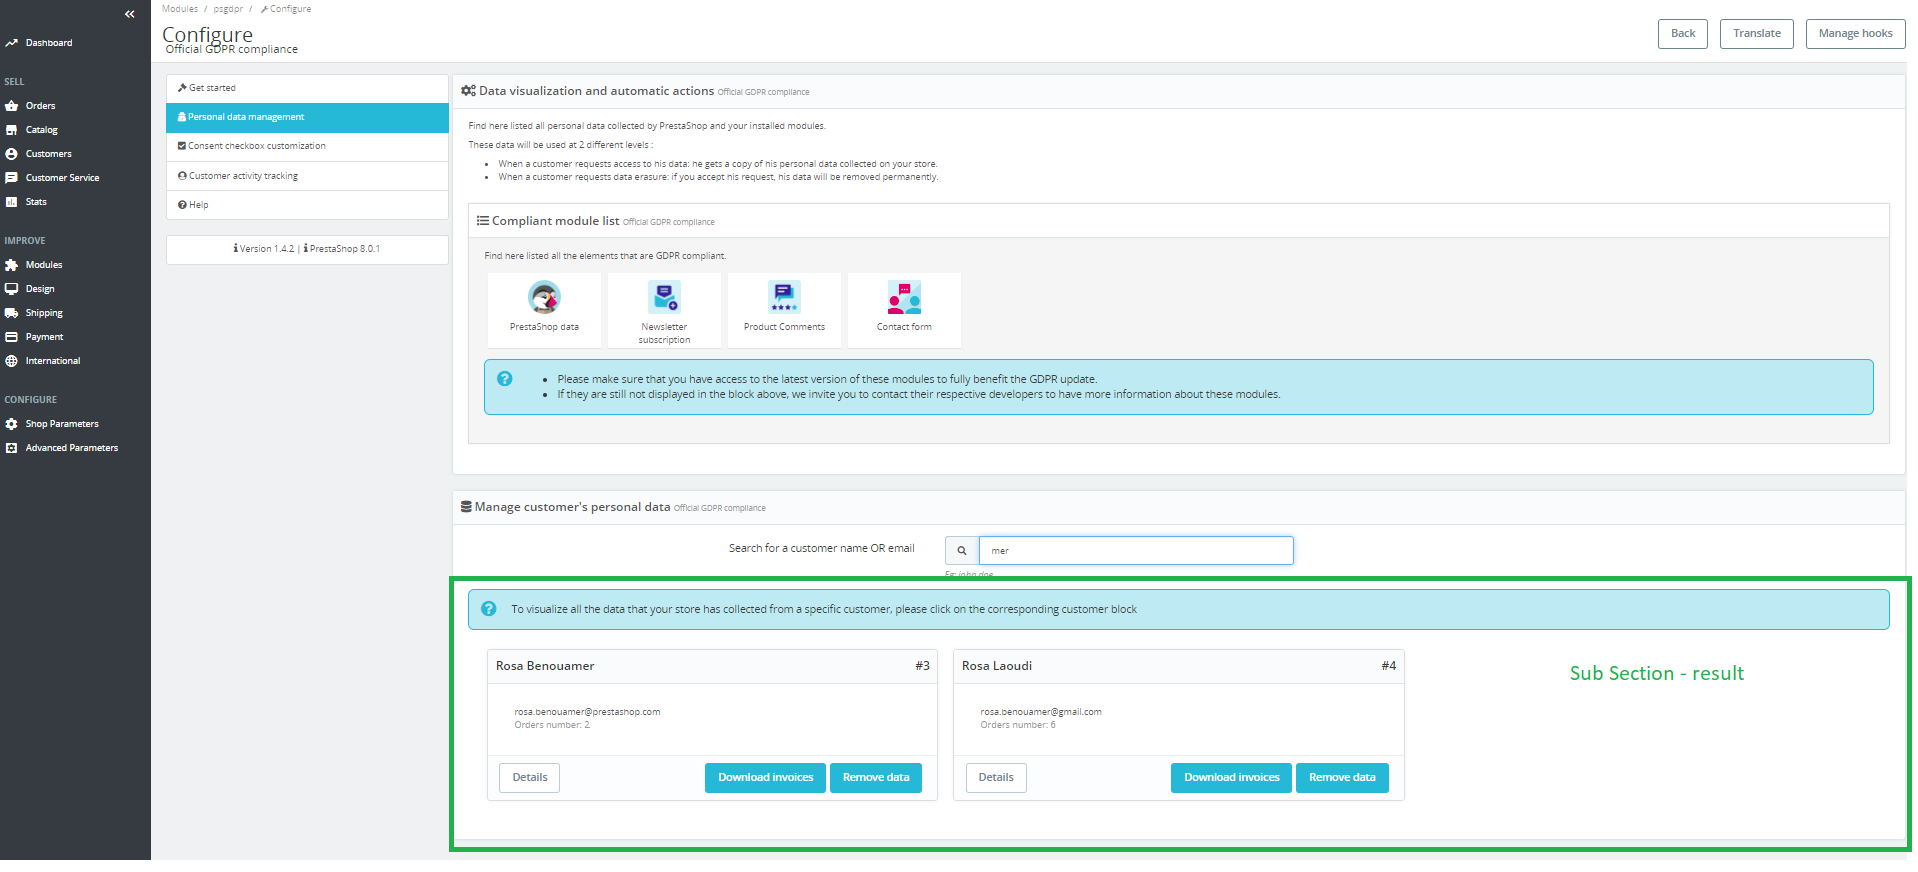 Modules / psgdpr / Configure
Configure
Official GDPR compliance
Back
Translate
Manage hooks
Dashboard
SELL
Orders
Catalog
Customers
Customer Service
Stats
IMPROVE
Modules
Design
Shipping
Payment
International
CONFIGURE
Shop Parameters
Advanced Parameters
Get started
Personal data management
Consent checkbox customization
Customer activity tracking
Help
Version 1.4.2 | PrestaShop 8.0.1
Data visualization and automatic actions Official GDPR compliance
Find here listed all personal data collected by PrestaShop and your installed modules.
These data will be used at 2 different levels :
• When a customer requests access to his data: he gets a copy of his personal data collected on your store.
• When a customer requests data erasure: if you accept his request, his data will be removed permanently.
Compliant module list Official GDPR compliance
Find here listed all the elements that are GDPR compliant.
PrestaShop data
Newsletter
subscription
Product Comments
Contact form
• Please make sure that you have access to the latest version of these modules to fully benefit the GDPR update.
• If they are still not displayed in the block above, we invite you to contact their respective developers to have more information about these modules.
Manage customer's personal data Official GDPR compliance
Search for a customer name OR email
mer
Eg: john doe
To visualize all the data that your store has collected from a specific customer, please click on the corresponding customer block
Rosa Benouamer #3
rosa.benouamer@prestashop.com
Orders number: 2
Details
Download invoices
Remove data
Rosa Laoudi #4
rosa.benouamer@gmail.com
Orders number: 6
Details
Download invoices
Remove data
Sub Section - result